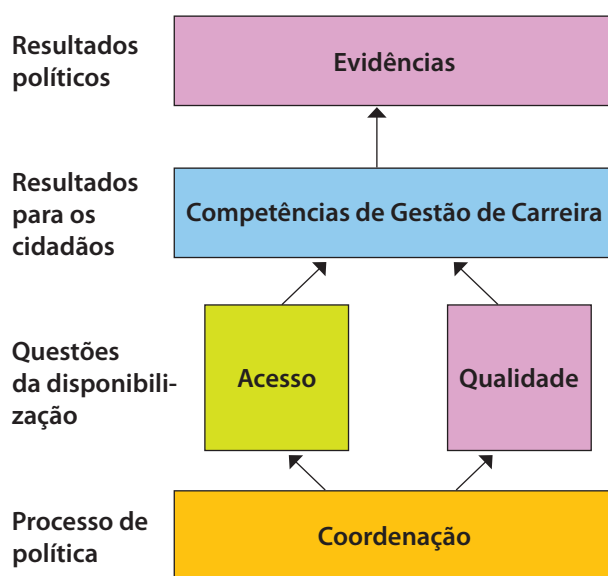 Resultados
políticos
Evidências
Resultados
para os
cidadãos
Competências de Gestão de Carreira
Questões
da disponibili-
zação
Acesso
Qualidade
Processo de
política
Coordenação